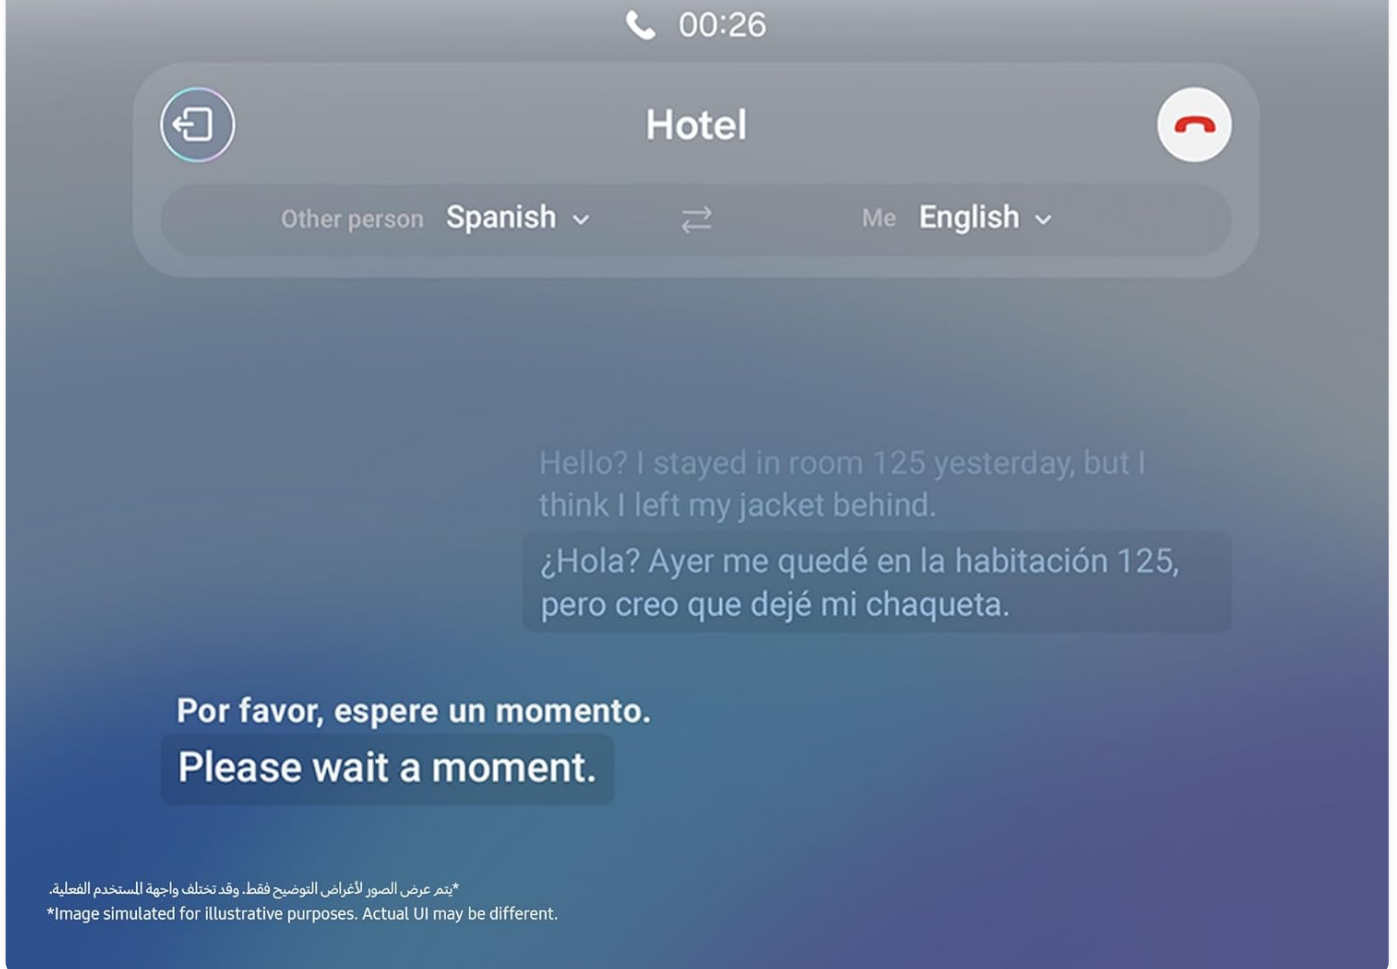 00:26
Hotel
Other person Spanish Me English
Hello? I stayed in room 125 yesterday, but I
think I left my jacket behind.
¿Hola? Ayer me quedé en la habitación 125,
pero creo que dejé mi chaqueta.
Por favor, espere un momento.
Please wait a moment.
*يتم عرض الصور لأغراض التوضيح فقط. وقد تختلف واجهة المستخدم الفعلية.
*Image simulated for illustrative purposes. Actual UI may be different.